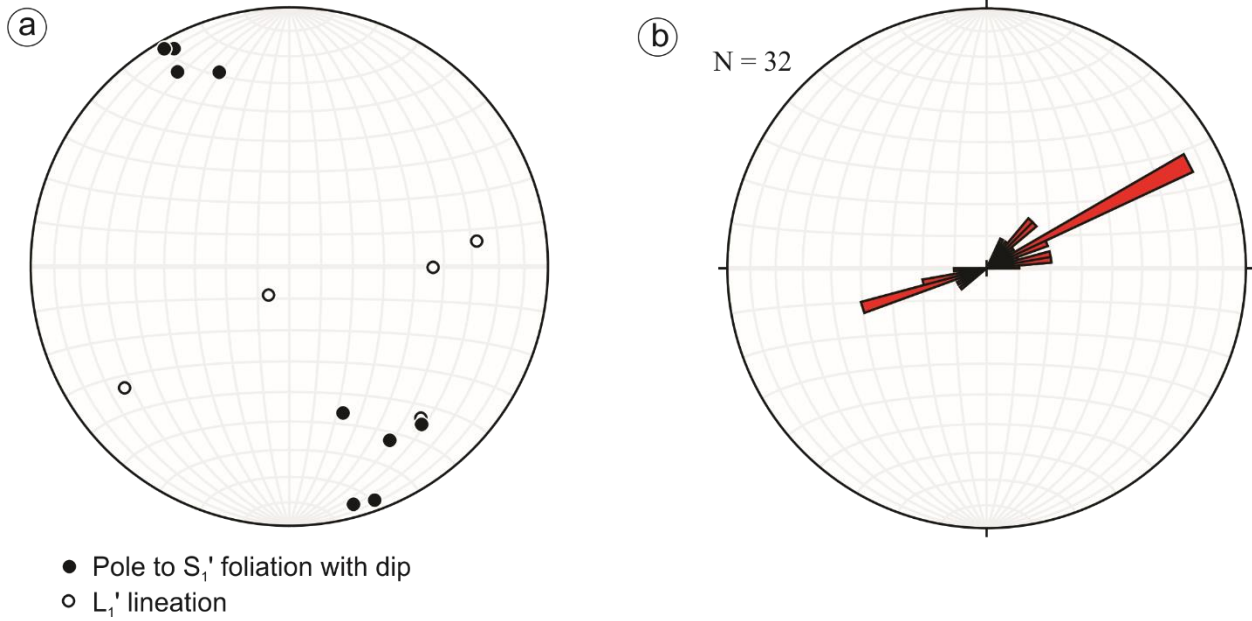 a
b
N = 32
● Pole to S₁' foliation with dip
○ L₁' lineation